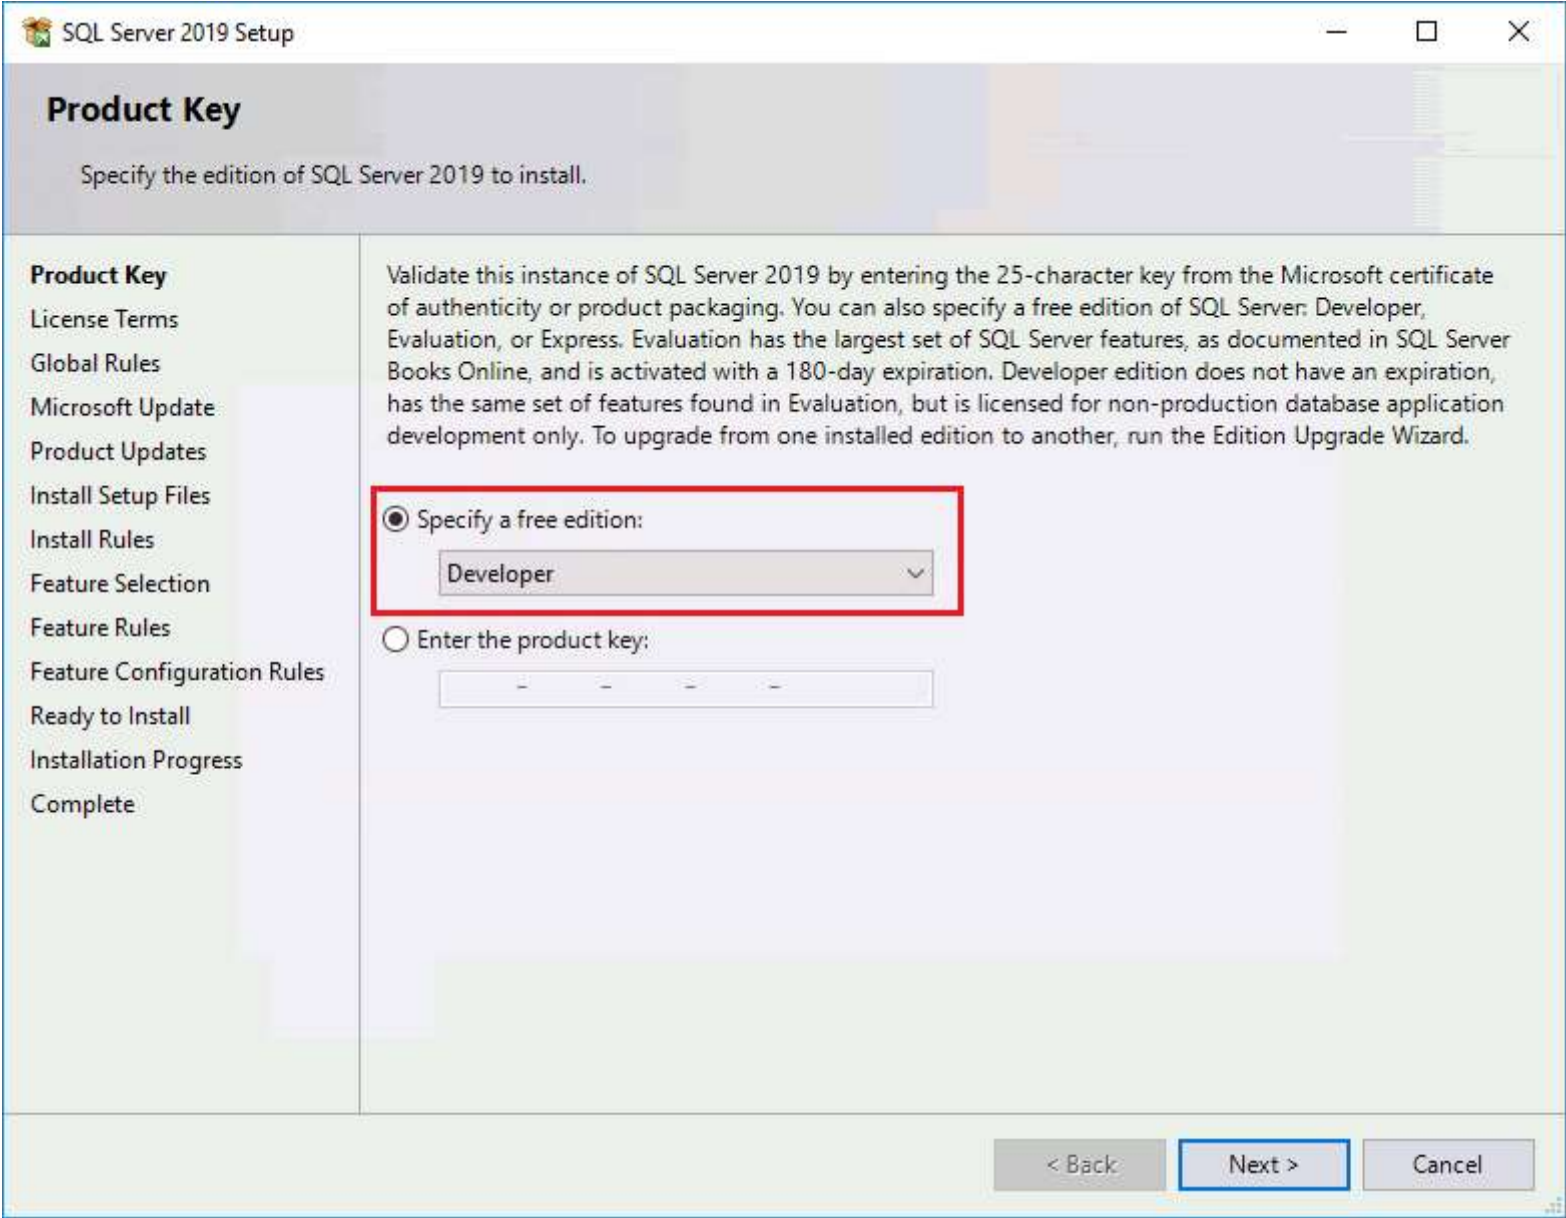 SQL Server 2019 Setup
Product Key
Specify the edition of SQL Server 2019 to install.
Product Key
License Terms
Global Rules
Microsoft Update
Product Updates
Install Setup Files
Install Rules
Feature Selection
Feature Rules
Feature Configuration Rules
Ready to Install
Installation Progress
Complete
Validate this instance of SQL Server 2019 by entering the 25-character key from the Microsoft certificate
of authenticity or product packaging. You can also specify a free edition of SQL Server: Developer,
Evaluation, or Express. Evaluation has the largest set of SQL Server features, as documented in SQL Server
Books Online, and is activated with a 180-day expiration. Developer edition does not have an expiration,
has the same set of features found in Evaluation, but is licensed for non-production database application
development only. To upgrade from one installed edition to another, run the Edition Upgrade Wizard.
Specify a free edition:
Developer
Enter the product key:
- - - -
< Back Next > Cancel